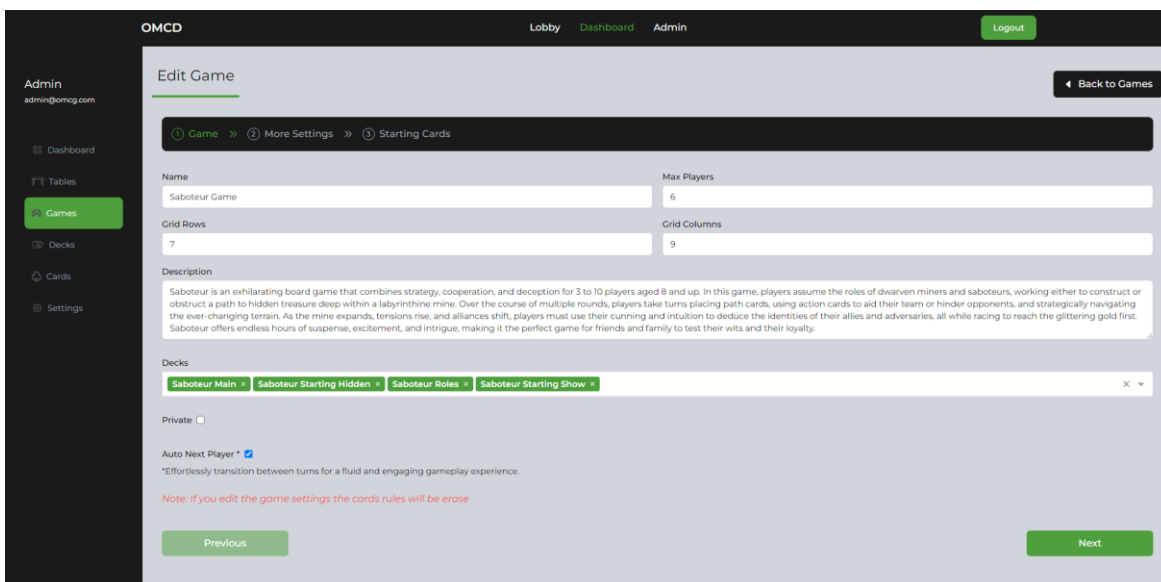 OMCD
Lobby Dashboard Admin
Logout
Admin
admin@omcg.com
Dashboard
Tables
Games
Decks
Cards
Settings
Edit Game
Back to Games
1 Game » 2 More Settings » 3 Starting Cards
Name
Saboteur Game
Max Players
6
Grid Rows
7
Grid Columns
9
Description
Saboteur is an exhilarating board game that combines strategy, cooperation, and deception for 3 to 10 players aged 8 and up. In this game, players assume the roles of dwarven miners and saboteurs, working either to construct or
obstruct a path to hidden treasure deep within a labyrinthine mine. Over the course of multiple rounds, players take turns placing path cards, using action cards to aid their team or hinder opponents, and strategically navigating
the ever-changing terrain. As the mine expands, tensions rise, and alliances shift, players must use their cunning and intuition to deduce the identities of their allies and adversaries, all while racing to reach the glittering gold first.
Saboteur offers endless hours of suspense, excitement, and intrigue, making it the perfect game for friends and family to test their wits and their loyalty.
Decks
Saboteur Main × Saboteur Starting Hidden × Saboteur Roles × Saboteur Starting Show ×
Private
Auto Next Player *
*Effortlessly transition between turns for a fluid and engaging gameplay experience.
Note: If you edit the game settings the cards rules will be erase
Previous
Next